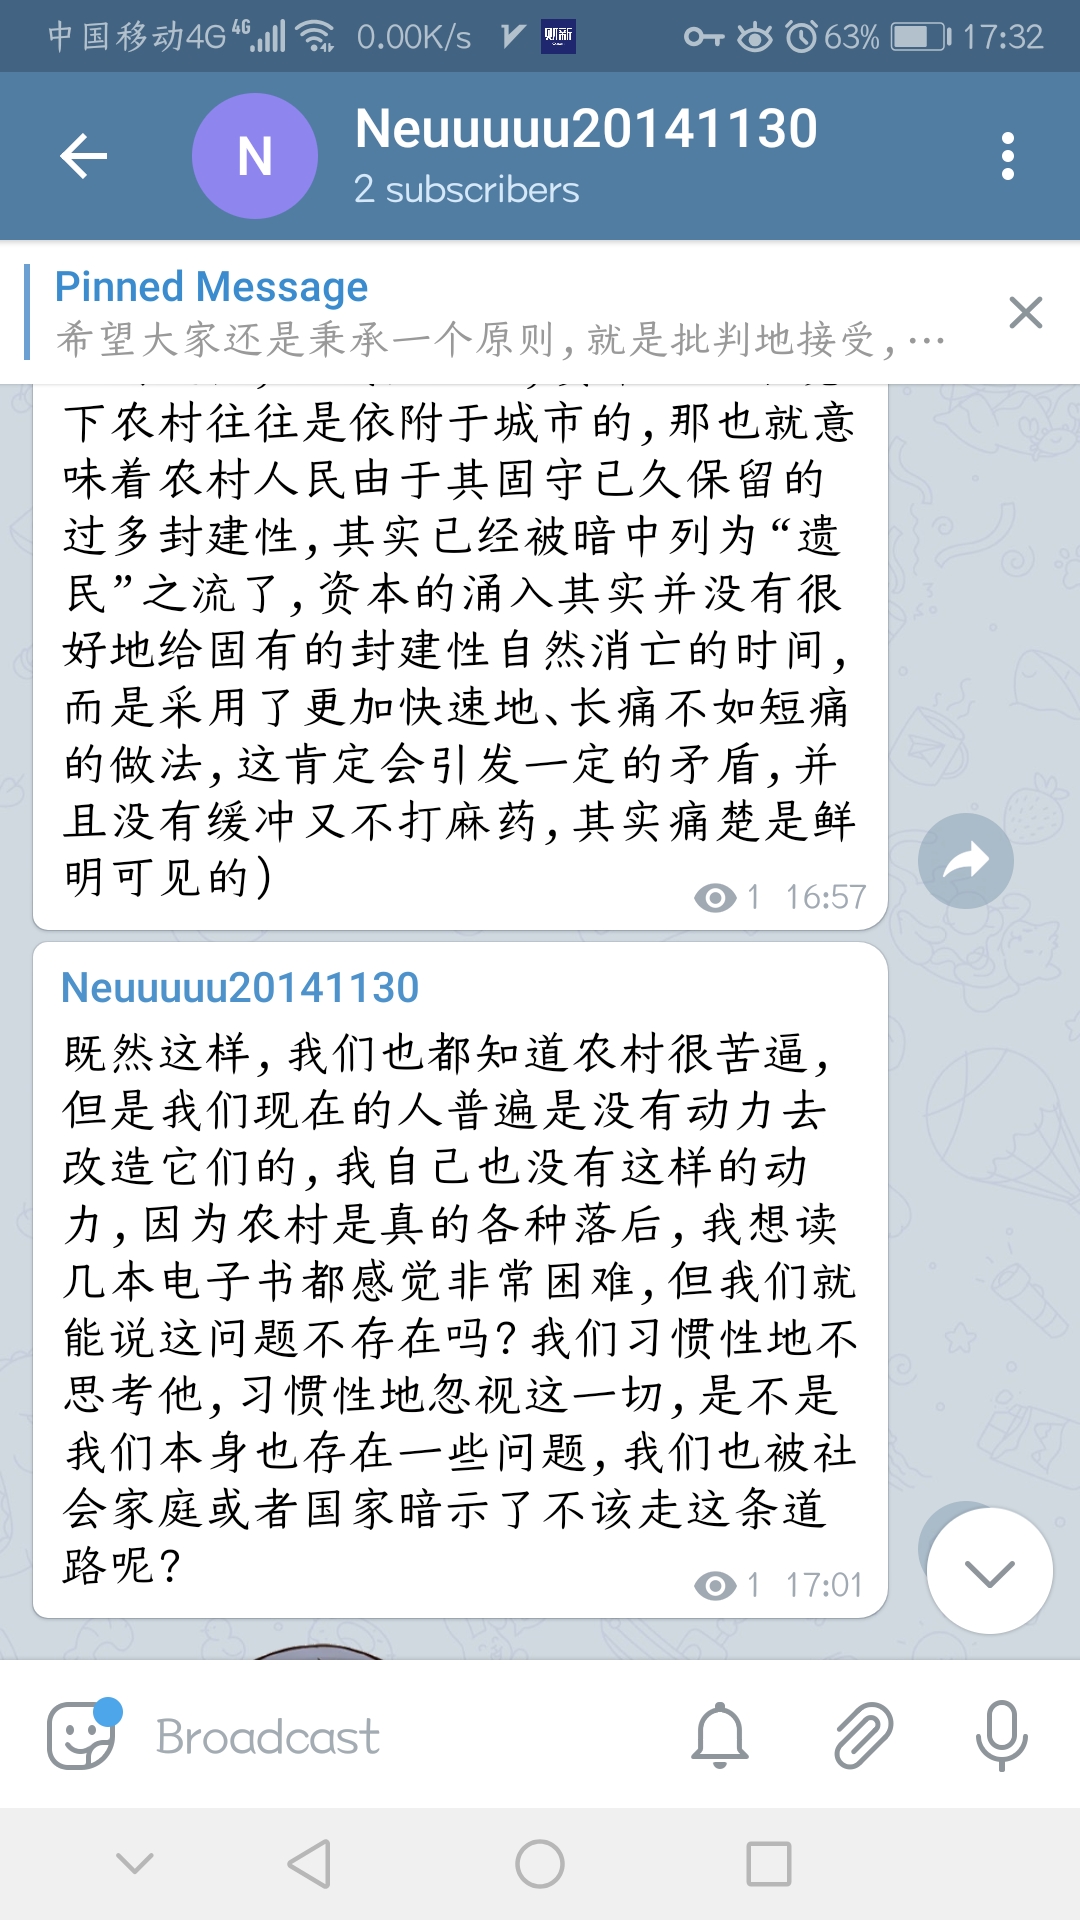 中国移动4G 4G 0.00K/s 财新 63% 17:32
N
Neuuuuu20141130
2 subscribers
Pinned Message
希望大家还是秉承一个原则,就是批判地接受,…
下农村往往是依附于城市的,那也就意
味着农村人民由于其固守已久保留的
过多封建性,其实已经被暗中列为“遗
民”之流了,资本的涌入其实并没有很
好地给固有的封建性自然消亡的时间,
而是采用了更加快速地、长痛不如短痛
的做法,这肯定会引发一定的矛盾,并
且没有缓冲又不打麻药,其实痛楚是鲜
明可见的)
1 16:57
Neuuuuu20141130
既然这样,我们也都知道农村很苦逼,
但是我们现在的人普遍是没有动力去
改造它们的,我自己也没有这样的动
力,因为农村是真的各种落后,我想读
几本电子书都感觉非常困难,但我们就
能说这问题不存在吗?我们习惯性地不
思考他,习惯性地忽视这一切,是不是
我们本身也存在一些问题,我们也被社
会家庭或者国家暗示了不该走这条道
路呢?
1 17:01
Broadcast